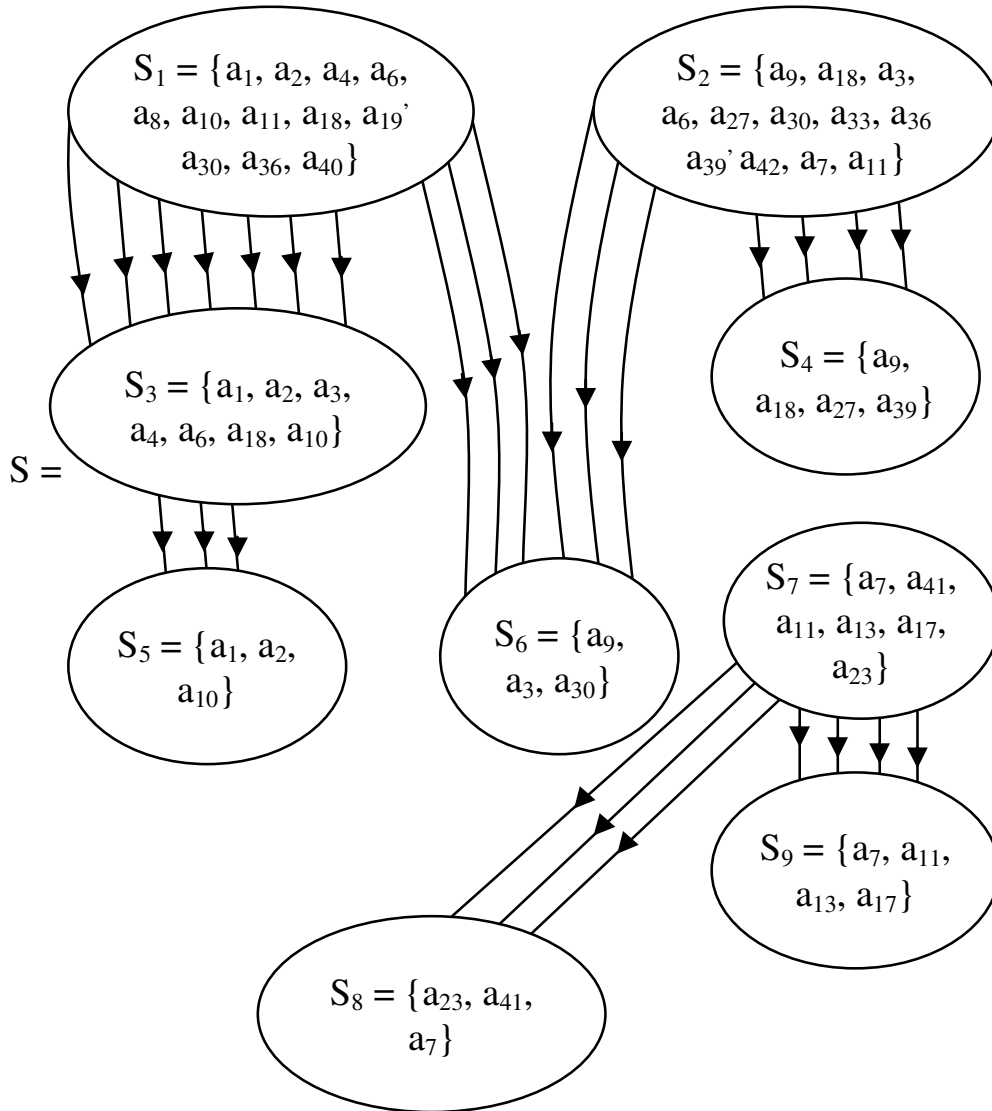 S₁ = {a₁, a₂, a₄, a₆,
a₈, a₁₀, a₁₁, a₁₈, a₁₉’
a₃₀, a₃₆, a₄₀}
S₂ = {a₉, a₁₈, a₃,
a₆, a₂₇, a₃₀, a₃₃, a₃₆
a₃₉’ a₄₂, a₇, a₁₁}
S₃ = {a₁, a₂, a₃,
a₄, a₆, a₁₈, a₁₀}
S₄ = {a₉,
a₁₈, a₂₇, a₃₉}
S =
S₅ = {a₁, a₂,
a₁₀}
S₆ = {a₉,
a₃, a₃₀}
S₇ = {a₇, a₄₁,
a₁₁, a₁₃, a₁₇,
a₂₃}
S₉ = {a₇, a₁₁,
a₁₃, a₁₇}
S₈ = {a₂₃, a₄₁,
a₇}